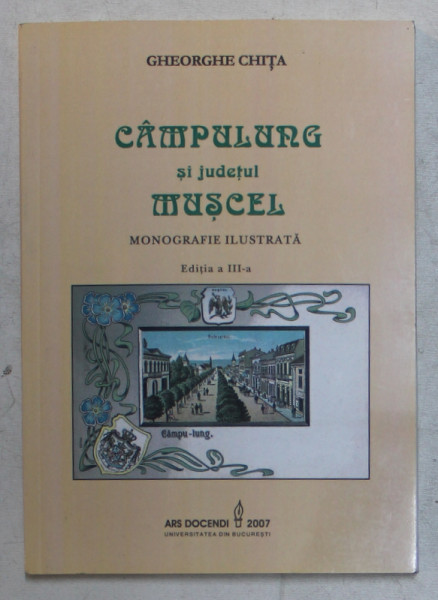 GHEORGHE CHIȚA
CÂMPULUNG
și județul
MUȘCEL
MONOGRAFIE ILUSTRATĂ
Ediția a III-a
Câmpu-lung.
ARS DOCENDI 2007
UNIVERSITATEA DIN BUCUREȘTI